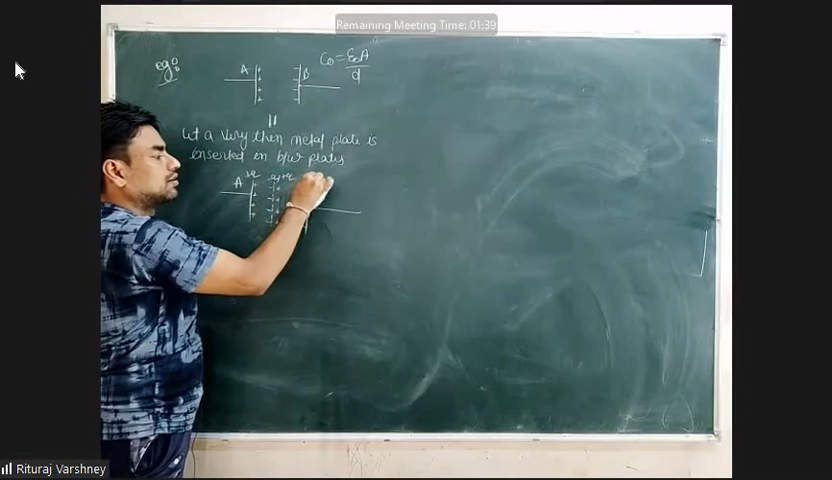 Remaining Meeting Time: 01:39
eg:
A
B
C₀ = ε₀A/d
Let a very thin metal plate is
inserted in b/w plates
A
+q
-q
+q
Rituraj Varshney